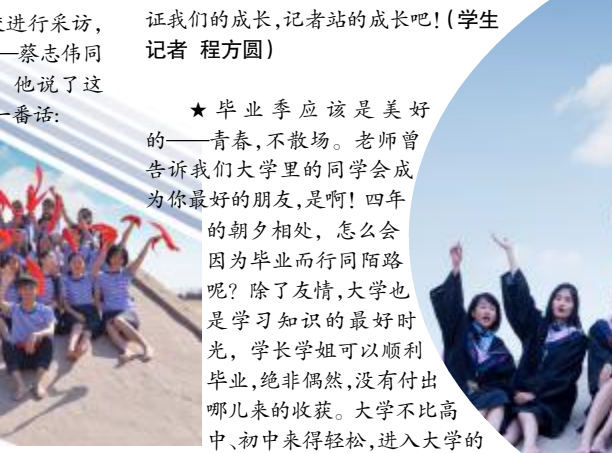 进行采访,
—蔡志伟同
他说了这
一番话:
证我们的成长,记者站的成长吧!(学生
记者 程方圆)
★毕业季应该是美好
的——青春,不散场。老师曾
告诉我们大学里的同学会成
为你最好的朋友,是啊!四年
的朝夕相处，怎么会
因为毕业而行同陌路
呢？除了友情,大学也
是学习知识的最好时
光，学长学姐可以顺利
毕业,绝非偶然,没有付出
哪儿来的收获。大学不比高
中、初中来得轻松,进入大学的